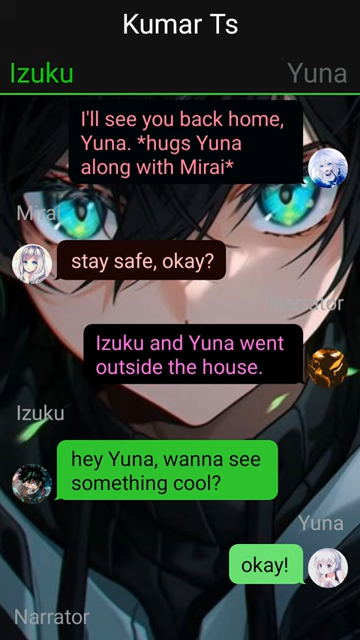 Kumar Ts
Izuku
Yuna
I'll see you back home,
Yuna. *hugs Yuna
along with Mirai*
Mirai
stay safe, okay?
Narrator
Izuku and Yuna went
outside the house.
Izuku
hey Yuna, wanna see
something cool?
Yuna
okay!
Narrator